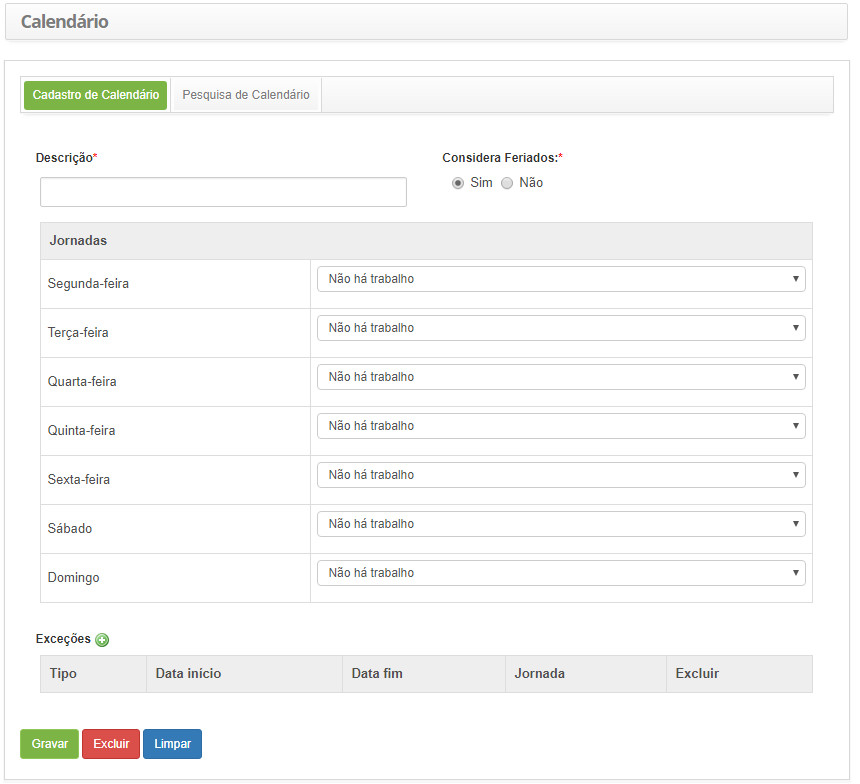 Calendário
Cadastro de Calendário Pesquisa de Calendário
Descrição* Considera Feriados:*
Sim Não
Jornadas
Segunda-feira Não há trabalho
Terça-feira Não há trabalho
Quarta-feira Não há trabalho
Quinta-feira Não há trabalho
Sexta-feira Não há trabalho
Sábado Não há trabalho
Domingo Não há trabalho
Exceções
Tipo Data início Data fim Jornada Excluir
Gravar Excluir Limpar